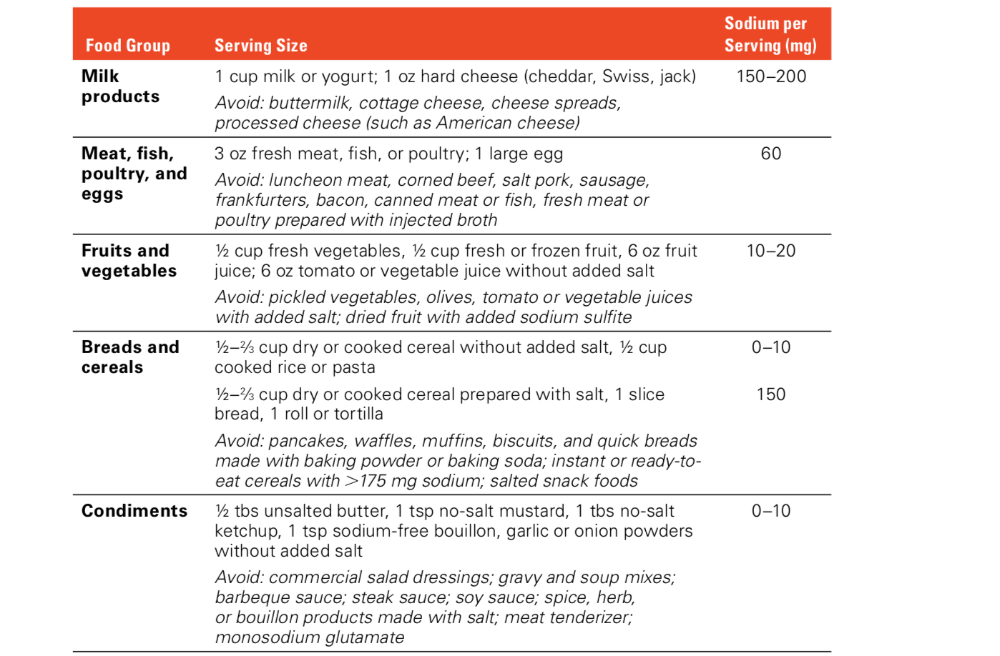 Food Group Serving Size Sodium per Serving (mg)
Milk products
1 cup milk or yogurt; 1 oz hard cheese (cheddar, Swiss, jack) 150–200
Avoid: buttermilk, cottage cheese, cheese spreads,
processed cheese (such as American cheese)
Meat, fish,
poultry, and
eggs
3 oz fresh meat, fish, or poultry; 1 large egg 60
Avoid: luncheon meat, corned beef, salt pork, sausage,
frankfurters, bacon, canned meat or fish, fresh meat or
poultry prepared with injected broth
Fruits and
vegetables
½ cup fresh vegetables, ½ cup fresh or frozen fruit, 6 oz fruit 10–20
juice; 6 oz tomato or vegetable juice without added salt
Avoid: pickled vegetables, olives, tomato or vegetable juices
with added salt; dried fruit with added sodium sulfite
Breads and
cereals
½–⅔ cup dry or cooked cereal without added salt, ½ cup 0–10
cooked rice or pasta
½–⅔ cup dry or cooked cereal prepared with salt, 1 slice 150
bread, 1 roll or tortilla
Avoid: pancakes, waffles, muffins, biscuits, and quick breads
made with baking powder or baking soda; instant or ready-to-
eat cereals with >175 mg sodium; salted snack foods
Condiments
½ tbs unsalted butter, 1 tsp no-salt mustard, 1 tbs no-salt 0–10
ketchup, 1 tsp sodium-free bouillon, garlic or onion powders
without added salt
Avoid: commercial salad dressings; gravy and soup mixes;
barbeque sauce; steak sauce; soy sauce; spice, herb,
or bouillon products made with salt; meat tenderizer;
monosodium glutamate